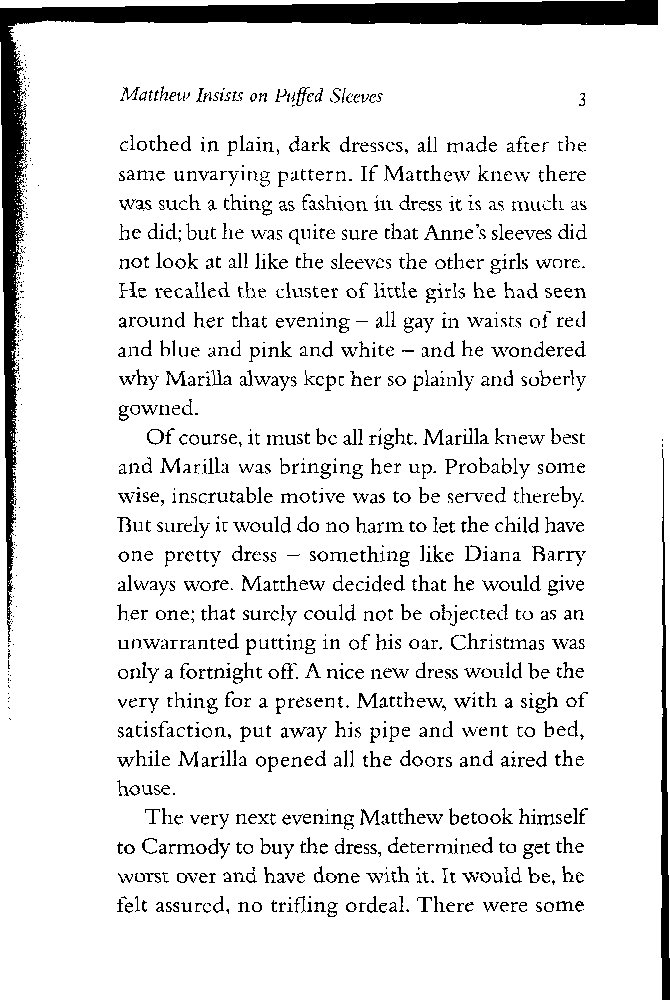 Matthew Insists on Puffed Sleeves 3
clothed in plain, dark dresses, all made after the
same unvarying pattern. If Matthew knew there
was such a thing as fashion in dress it is as much as
he did; but he was quite sure that Anne's sleeves did
not look at all like the sleeves the other girls wore.
He recalled the cluster of little girls he had seen
around her that evening – all gay in waists of red
and blue and pink and white – and he wondered
why Marilla always kept her so plainly and soberly
gowned.
Of course, it must be all right. Marilla knew best
and Marilla was bringing her up. Probably some
wise, inscrutable motive was to be served thereby.
But surely it would do no harm to let the child have
one pretty dress – something like Diana Barry
always wore. Matthew decided that he would give
her one; that surely could not be objected to as an
unwarranted putting in of his oar. Christmas was
only a fortnight off. A nice new dress would be the
very thing for a present. Matthew, with a sigh of
satisfaction, put away his pipe and went to bed,
while Marilla opened all the doors and aired the
house.
The very next evening Matthew betook himself
to Carmody to buy the dress, determined to get the
worst over and have done with it. It would be, he
felt assured, no trifling ordeal. There were some